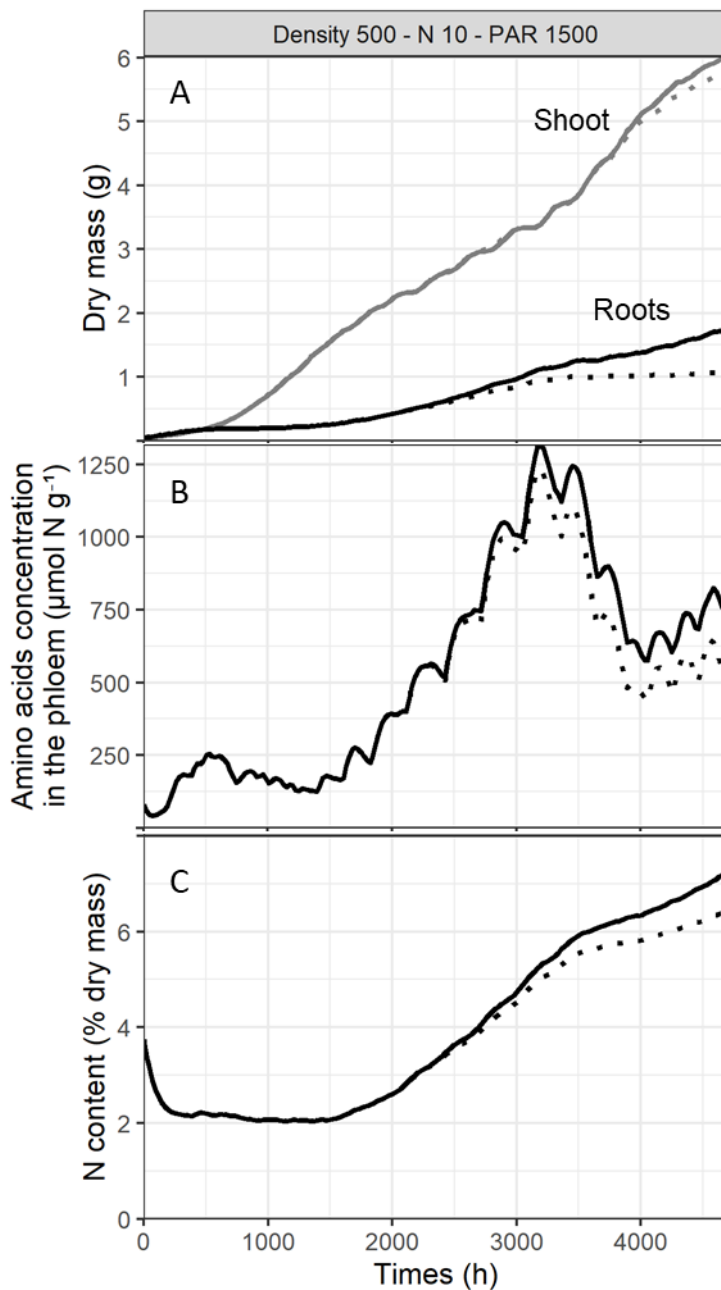 Density 500 - N 10 - PAR 1500
A
Shoot
Roots
Dry mass (g)
6
5
4
3
2
1
B
Amino acids concentration
in the phloem (µmol N g⁻¹)
1250
1000
750
500
250
C
N content (% dry mass)
6
4
2
0
0 1000 2000 3000 4000
Times (h)